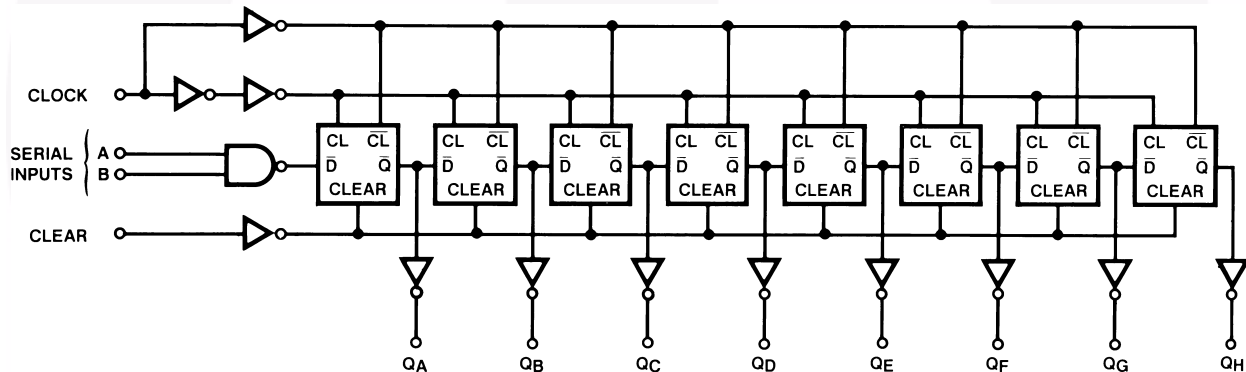 CLOCK
SERIAL INPUTS
A
B
CLEAR
CL C̅L̅
D̅ Q̅
CLEAR
CL C̅L̅
D̅ Q̅
CLEAR
CL C̅L̅
D̅ Q̅
CLEAR
CL C̅L̅
D̅ Q̅
CLEAR
CL C̅L̅
D̅ Q̅
CLEAR
CL C̅L̅
D̅ Q̅
CLEAR
CL C̅L̅
D̅ Q̅
CLEAR
CL C̅L̅
D̅ Q̅
CLEAR
QA QB QC QD QE QF QG QH